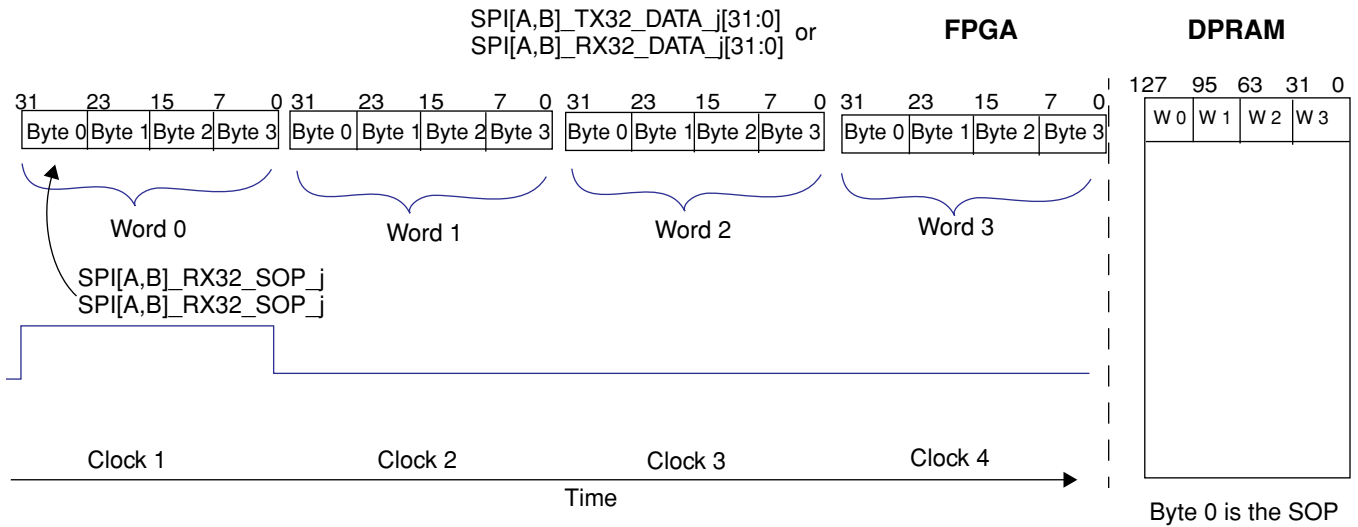 SPI[A,B]_TX32_DATA_j[31:0] or
SPI[A,B]_RX32_DATA_j[31:0]
FPGA
DPRAM
31 23 15 7 0 31 23 15 7 0 31 23 15 7 0 31 23 15 7 0
127 95 63 31 0
Byte 0 Byte 1 Byte 2 Byte 3 Byte 0 Byte 1 Byte 2 Byte 3 Byte 0 Byte 1 Byte 2 Byte 3 Byte 0 Byte 1 Byte 2 Byte 3
W 0 W 1 W 2 W 3
Word 0 Word 1 Word 2 Word 3
SPI[A,B]_RX32_SOP_j
SPI[A,B]_RX32_SOP_j
Clock 1 Clock 2 Clock 3 Clock 4
Time
Byte 0 is the SOP